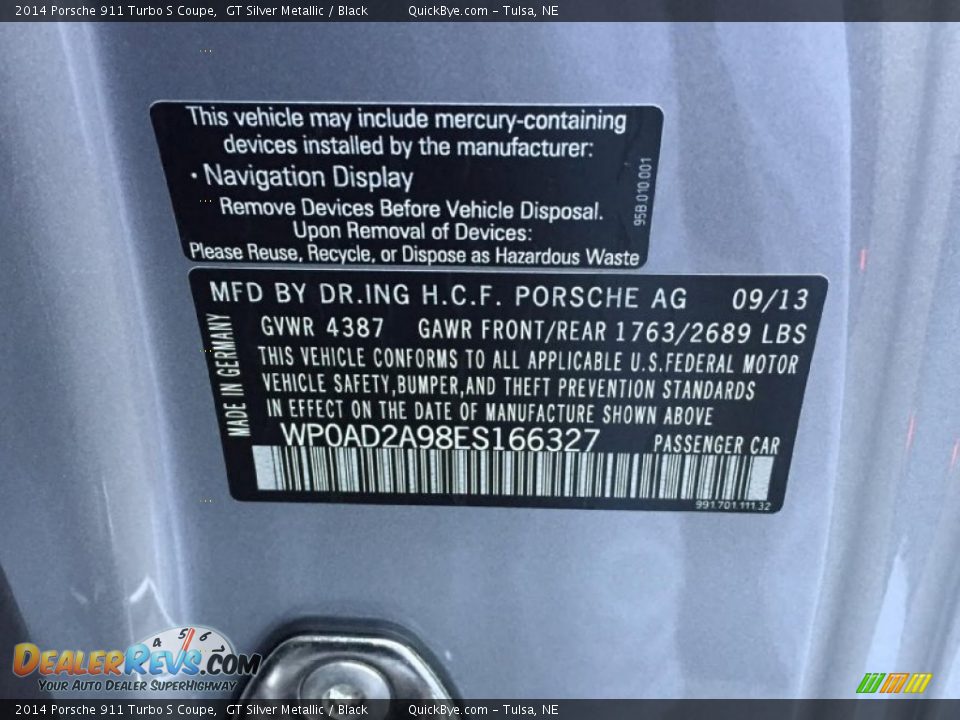 2014 Porsche 911 Turbo S Coupe, GT Silver Metallic / Black QuickBye.com – Tulsa, NE
This vehicle may include mercury-containing
devices installed by the manufacturer:
· Navigation Display
Remove Devices Before Vehicle Disposal.
Upon Removal of Devices:
Please Reuse, Recycle, or Dispose as Hazardous Waste
95B.010.001
MFD BY DR.ING H.C.F. PORSCHE AG 09/13
GVWR 4387 GAWR FRONT/REAR 1763/2689 LBS
THIS VEHICLE CONFORMS TO ALL APPLICABLE U.S.FEDERAL MOTOR
VEHICLE SAFETY,BUMPER,AND THEFT PREVENTION STANDARDS
IN EFFECT ON THE DATE OF MANUFACTURE SHOWN ABOVE
MADE IN GERMANY
WP0AD2A98ES166327 PASSENGER CAR
991.701.111.32
4 5 6 7
DEALERREVS.COM
YOUR AUTO DEALER SUPERHIGHWAY
2014 Porsche 911 Turbo S Coupe, GT Silver Metallic / Black QuickBye.com – Tulsa, NE